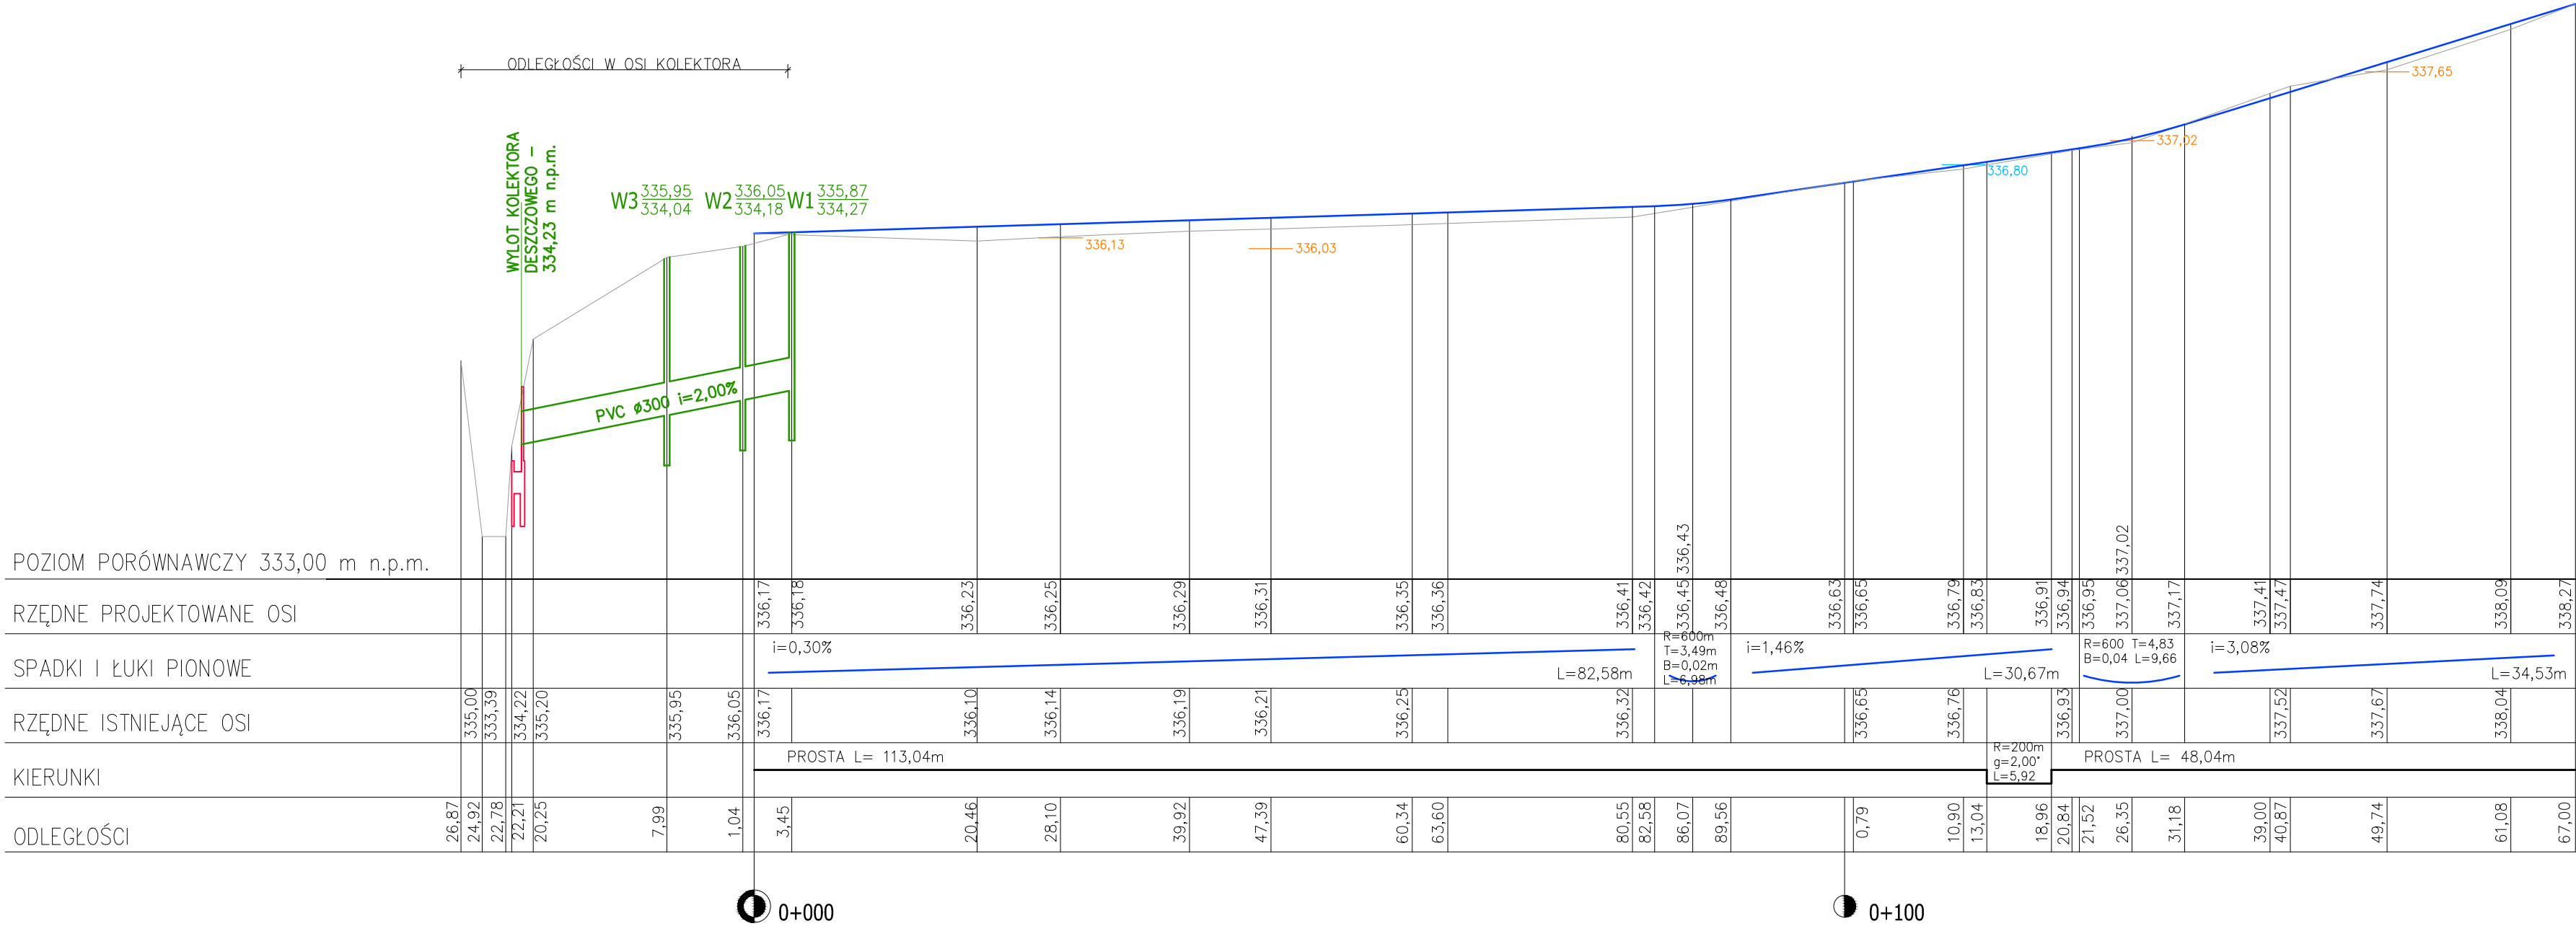 ODLEGŁOŚCI W OSI KOLEKTORA
WYLOT KOLEKTORA
DESZCZOWEGO –
334,23 m n.p.m.
W3 335,95
334,04
W2 336,05
334,18
W1 335,87
334,27
PVC ø300 i=2,00%
336,13
336,03
336,80
337,02
337,65
POZIOM PORÓWNAWCZY 333,00 m n.p.m.
336,43
337,02
RZĘDNE PROJEKTOWANE OSI
336,17
336,18
336,23
336,25
336,29
336,31
336,35
336,36
336,41
336,42
336,45
336,48
336,63
336,65
336,79
336,83
336,91
336,94
336,95
337,06
337,17
337,41
337,47
337,74
338,09
338,27
SPADKI I ŁUKI PIONOWE
i=0,30%
L=82,58m
R=600m
T=3,49m
B=0,02m
L=6,98m
i=1,46%
L=30,67m
R=600 T=4,83
B=0,04 L=9,66
i=3,08%
L=34,53m
RZĘDNE ISTNIEJĄCE OSI
335,00
333,39
334,22
335,20
335,95
336,05
336,17
336,10
336,14
336,19
336,21
336,25
336,32
336,65
336,76
336,93
337,00
337,52
337,67
338,04
KIERUNKI
PROSTA L= 113,04m
R=200m
g=2,00°
L=5,92
PROSTA L= 48,04m
ODLEGŁOŚCI
26,87
24,92
22,78
22,21
20,25
7,99
1,04
3,45
20,46
28,10
39,92
47,39
60,34
63,60
80,55
82,58
86,07
89,56
0,79
10,90
13,04
18,96
20,84
21,52
26,35
31,18
39,00
40,87
49,74
61,08
67,00
0+000
0+100